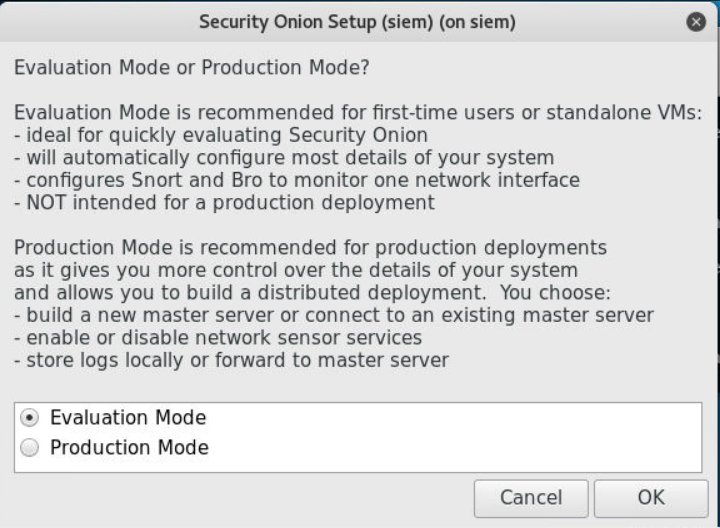 Security Onion Setup (siem) (on siem)
Evaluation Mode or Production Mode?
Evaluation Mode is recommended for first-time users or standalone VMs:
- ideal for quickly evaluating Security Onion
- will automatically configure most details of your system
- configures Snort and Bro to monitor one network interface
- NOT intended for a production deployment
Production Mode is recommended for production deployments
as it gives you more control over the details of your system
and allows you to build a distributed deployment.  You choose:
- build a new master server or connect to an existing master server
- enable or disable network sensor services
- store logs locally or forward to master server
Evaluation Mode
Production Mode
Cancel OK